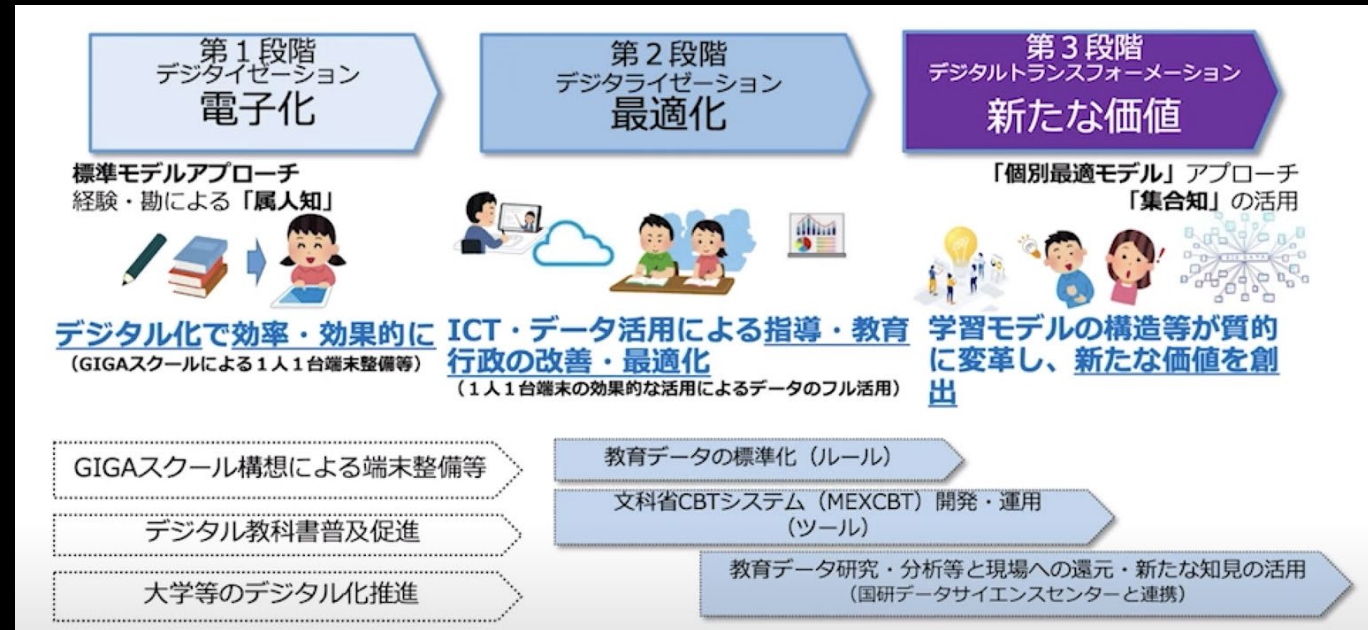 第１段階
デジタイゼーション
電子化
第２段階
デジタライゼーション
最適化
第３段階
デジタルトランスフォーメーション
新たな価値
標準モデルアプローチ
経験・勘による「属人知」
「個別最適モデル」アプローチ
「集合知」の活用
デジタル化で効率・効果的に
（GIGAスクールによる１人１台端末整備等）
ICT・データ活用による指導・教育
行政の改善・最適化
（１人１台端末の効果的な活用によるデータのフル活用）
学習モデルの構造等が質的
に変革し、新たな価値を創
出
GIGAスクール構想による端末整備等
デジタル教科書普及促進
大学等のデジタル化推進
教育データの標準化（ルール）
文科省CBTシステム（MEXCBT）開発・運用
（ツール）
教育データ研究・分析等と現場への還元・新たな知見の活用
（国研データサイエンスセンターと連携）